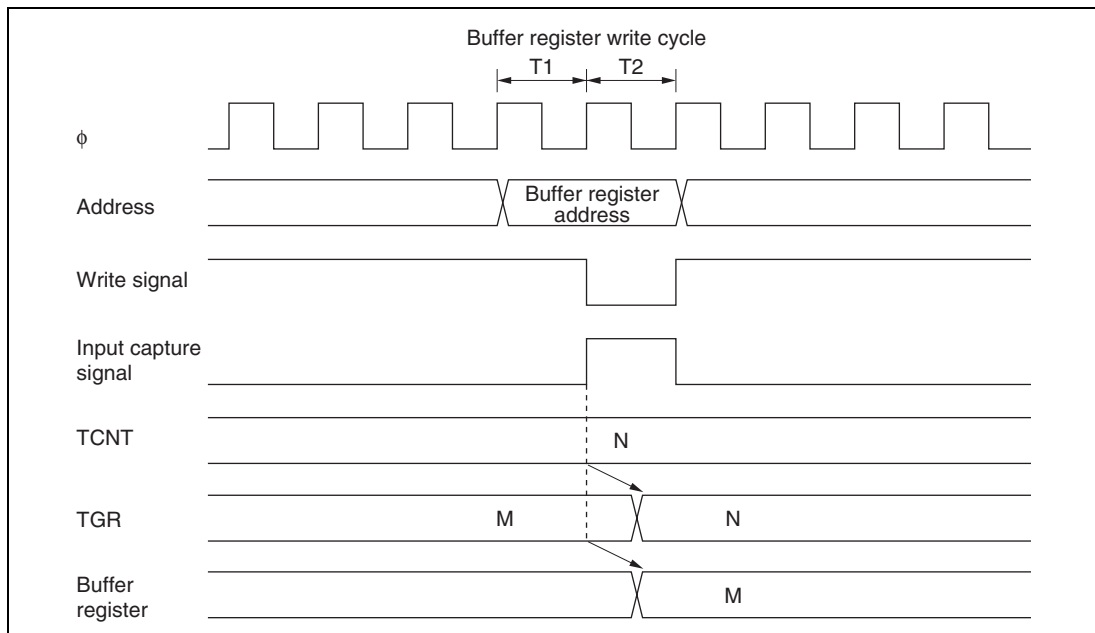 Buffer register write cycle
T1 T2
ϕ
Address
Buffer register
address
Write signal
Input capture
signal
TCNT
N
TGR
M N
Buffer
register
M